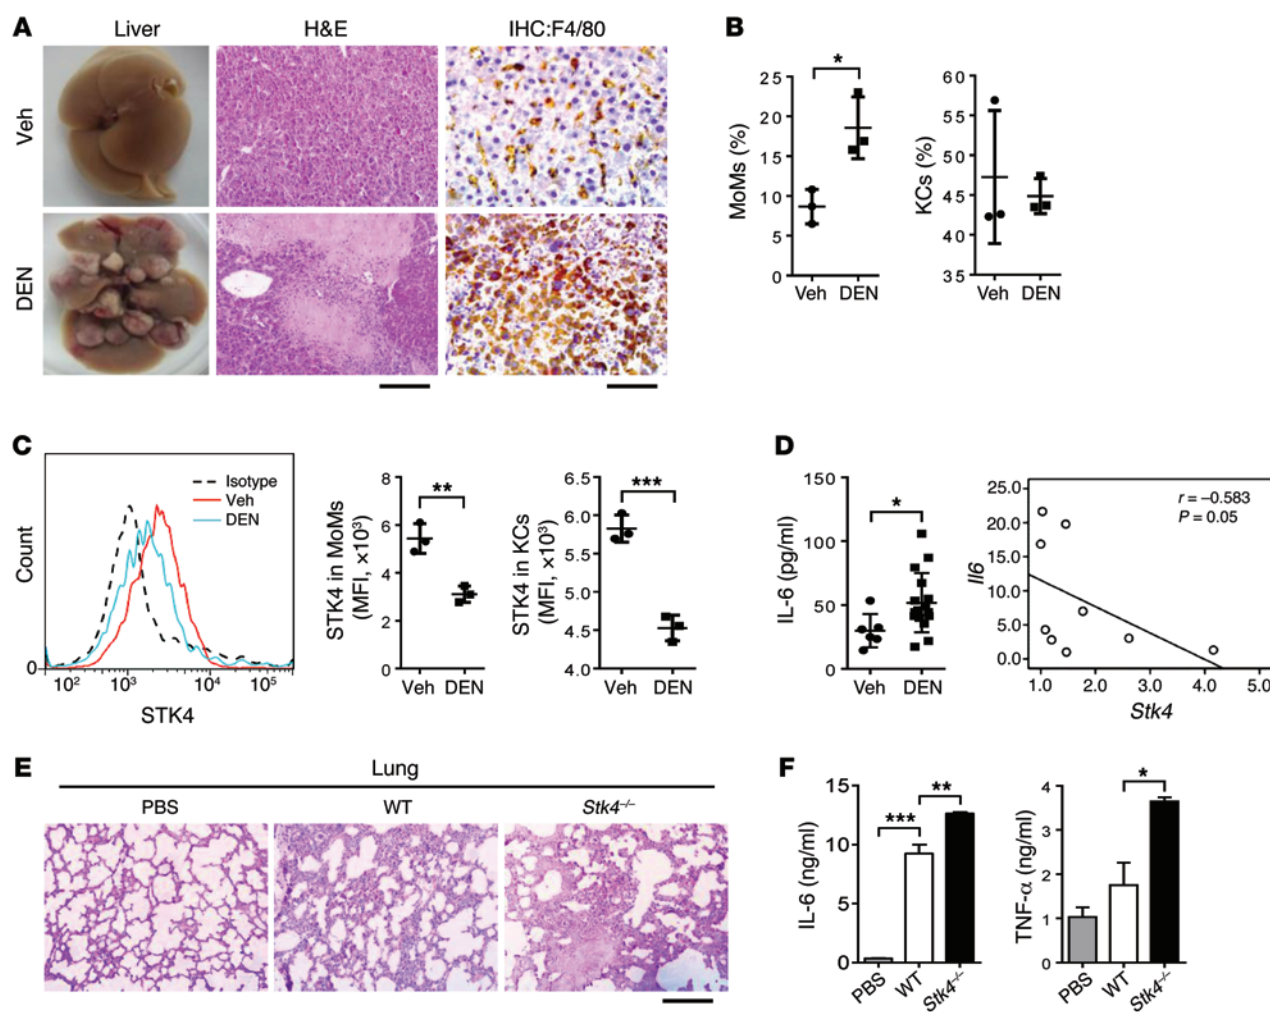 A
Liver
H&E
IHC:F4/80
Veh
DEN
B
*
MoMs (%)
25
20
15
10
5
0
Veh DEN
KCs (%)
60
55
50
45
40
35
Veh DEN
C
Isotype
Veh
DEN
Count
0
10² 10³ 10⁴ 10⁵
STK4
**
STK4 in MoMs
(MFI, ×10³)
8
6
4
2
0
Veh DEN
***
STK4 in KCs
(MFI, ×10³)
6.5
6.0
5.5
5.0
4.5
4.0
Veh DEN
D
*
IL-6 (pg/ml)
150
100
50
0
Veh DEN
r = –0.583
P = 0.05
Il6
25.0
20.0
15.0
10.0
5.0
0.0
1.0 2.0 3.0 4.0 5.0
Stk4
E
Lung
PBS WT Stk4–/–
F
*** **
IL-6 (ng/ml)
15
10
5
0
PBS WT Stk4–/–
*
TNF-α (ng/ml)
4
3
2
1
0
PBS WT Stk4–/–